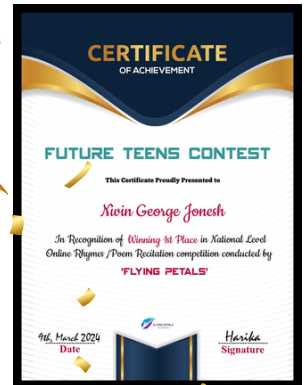 CERTIFICATE
OF ACHIEVEMENT
FUTURE TEENS CONTEST
This Certificate Proudly Presented to
Nivin George Jonesh
In Recognition of Winning 1st Place in National Level
Online Rhymes /Poem Recitation competition conducted by
'FLYING PETALS'
9th, March 2024
Date
FLYING PETALS
Harika
Signature